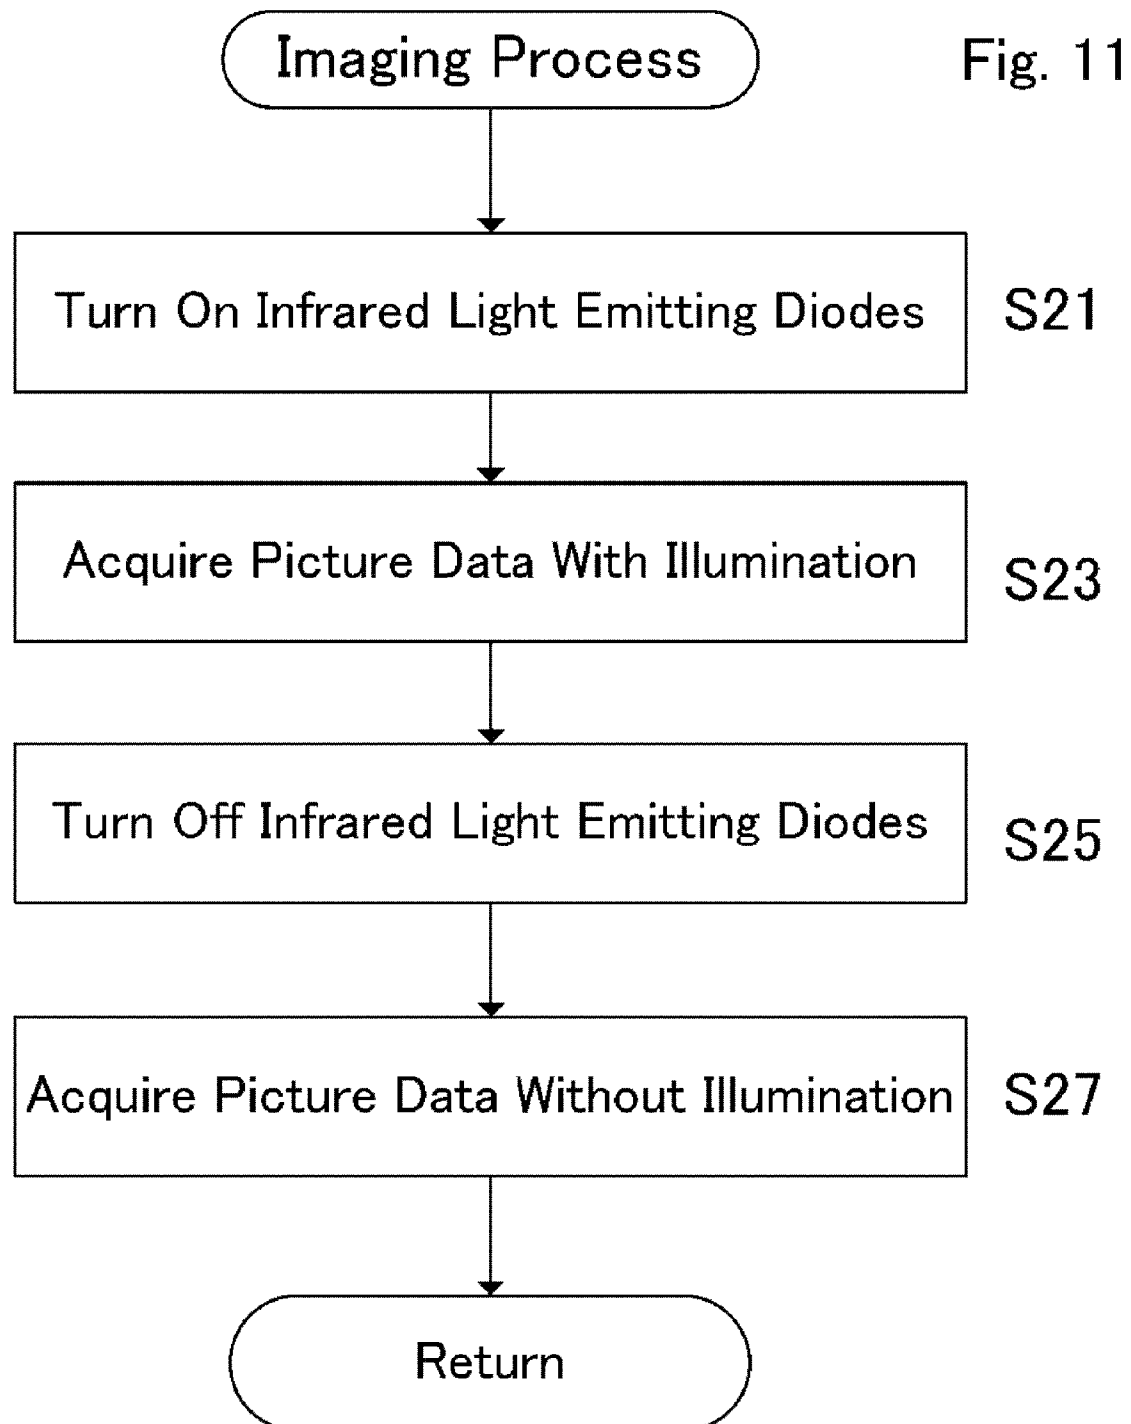 Imaging Process
Fig. 11
Turn On Infrared Light Emitting Diodes
S21
Acquire Picture Data With Illumination
S23
Turn Off Infrared Light Emitting Diodes
S25
Acquire Picture Data Without Illumination
S27
Return